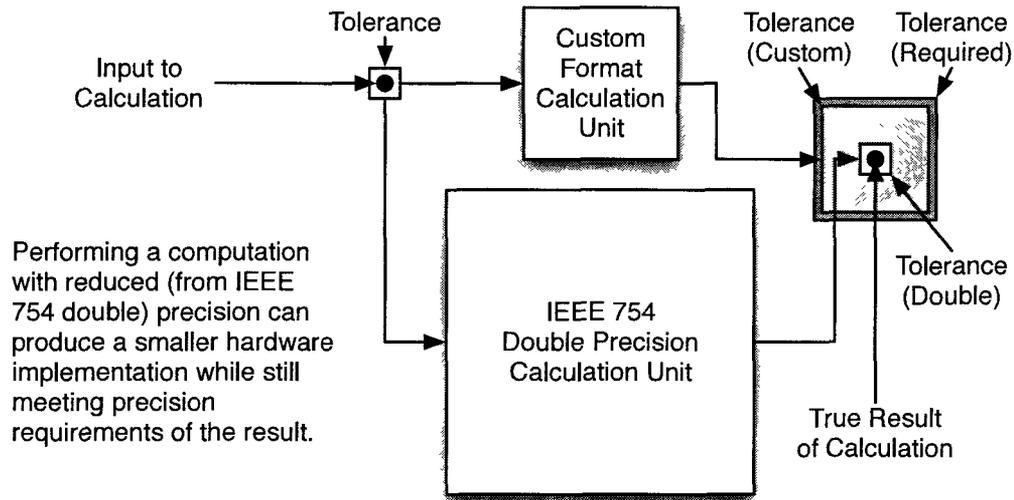 Tolerance
Input to
Calculation
Custom
Format
Calculation
Unit
Tolerance
(Custom)
Tolerance
(Required)
Performing a computation
with reduced (from IEEE
754 double) precision can
produce a smaller hardware
implementation while still
meeting precision
requirements of the result.
IEEE 754
Double Precision
Calculation Unit
Tolerance
(Double)
True Result
of Calculation